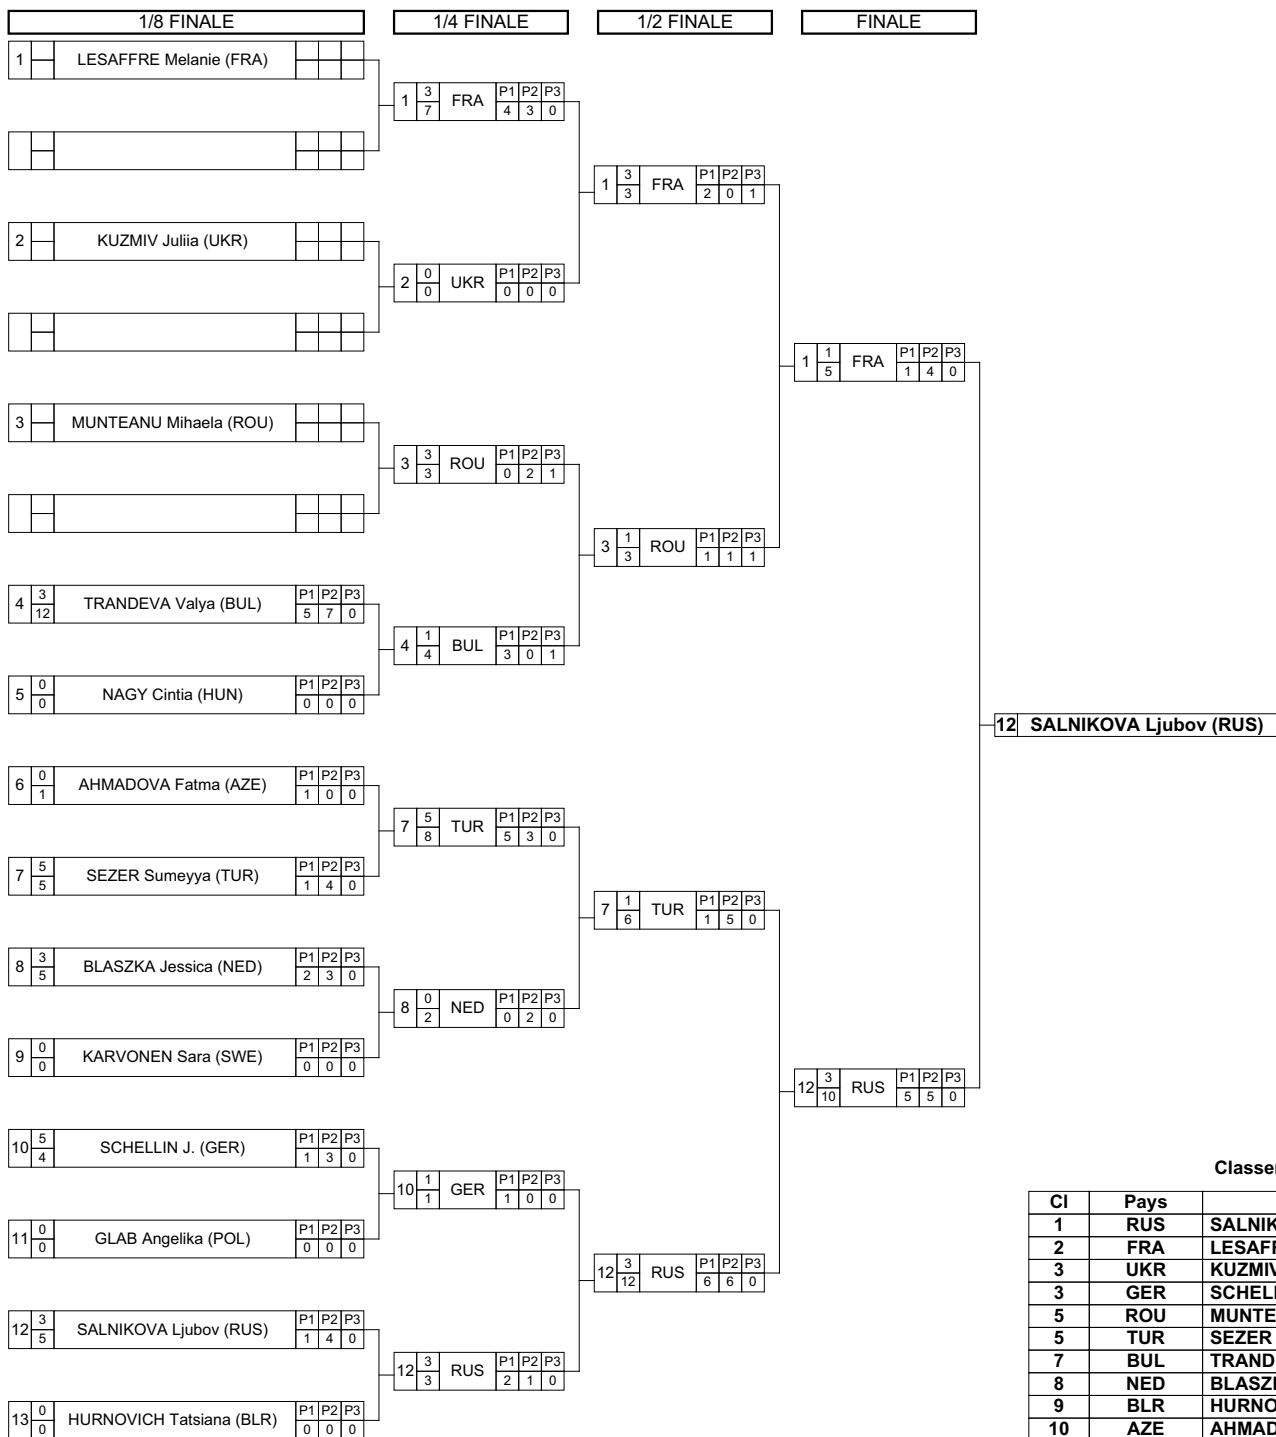 1/8 FINALE 1/4 FINALE 1/2 FINALE FINALE
1 LESAFFRE Melanie (FRA)
1 3 7 FRA P1 P2 P3 4 3 0
1 3 3 FRA P1 P2 P3 2 0 1
2 KUZMIV Juliia (UKR)
2 0 0 UKR P1 P2 P3 0 0 0
1 1 5 FRA P1 P2 P3 1 4 0
3 MUNTEANU Mihaela (ROU)
3 3 3 ROU P1 P2 P3 0 2 1
3 1 3 ROU P1 P2 P3 1 1 1
4 3 12 TRANDEVA Valya (BUL) P1 P2 P3 5 7 0
4 1 4 BUL P1 P2 P3 3 0 1
5 0 0 NAGY Cintia (HUN) P1 P2 P3 0 0 0
12 SALNIKOVA Ljubov (RUS)
6 0 1 AHMADOVA Fatma (AZE) P1 P2 P3 1 0 0
7 5 8 TUR P1 P2 P3 5 3 0
7 5 5 SEZER Sumeyya (TUR) P1 P2 P3 1 4 0
7 1 6 TUR P1 P2 P3 1 5 0
8 3 5 BLASZKA Jessica (NED) P1 P2 P3 2 3 0
8 0 2 NED P1 P2 P3 0 2 0
9 0 0 KARVONEN Sara (SWE) P1 P2 P3 0 0 0
12 3 10 RUS P1 P2 P3 5 5 0
10 5 4 SCHELLIN J. (GER) P1 P2 P3 1 3 0
10 1 1 GER P1 P2 P3 1 0 0
11 0 0 GLAB Angelika (POL) P1 P2 P3 0 0 0
12 3 12 RUS P1 P2 P3 6 6 0
12 3 5 SALNIKOVA Ljubov (RUS) P1 P2 P3 1 4 0
12 3 3 RUS P1 P2 P3 2 1 0
13 0 0 HURNOVICH Tatsiana (BLR) P1 P2 P3 0 0 0
Classe
Cl Pays
1 RUS SALNIK
2 FRA LESAFF
3 UKR KUZMIV
3 GER SCHELL
5 ROU MUNTE
5 TUR SEZER
7 BUL TRAND
8 NED BLASZ
9 BLR HURNO
10 AZE AHMAD